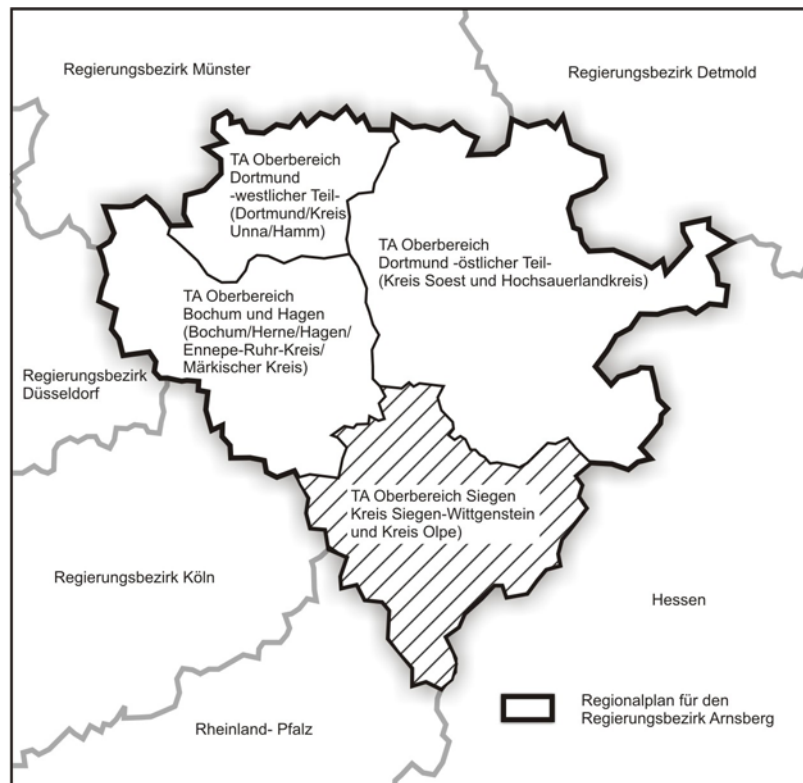 Regierungsbezirk Münster
Regierungsbezirk Detmold
TA Oberbereich
Dortmund
-westlicher Teil-
(Dortmund/Kreis
Unna/Hamm)
TA Oberbereich
Dortmund -östlicher Teil-
(Kreis Soest und Hochsauerlandkreis)
TA Oberbereich
Bochum und Hagen
(Bochum/Herne/Hagen/
Ennepe-Ruhr-Kreis/
Märkischer Kreis)
Regierungsbezirk
Düsseldorf
TA Oberbereich Siegen
Kreis Siegen-Wittgenstein
und Kreis Olpe)
Regierungsbezirk Köln
Hessen
Rheinland- Pfalz
Regionalplan für den
Regierungsbezirk Arnsberg